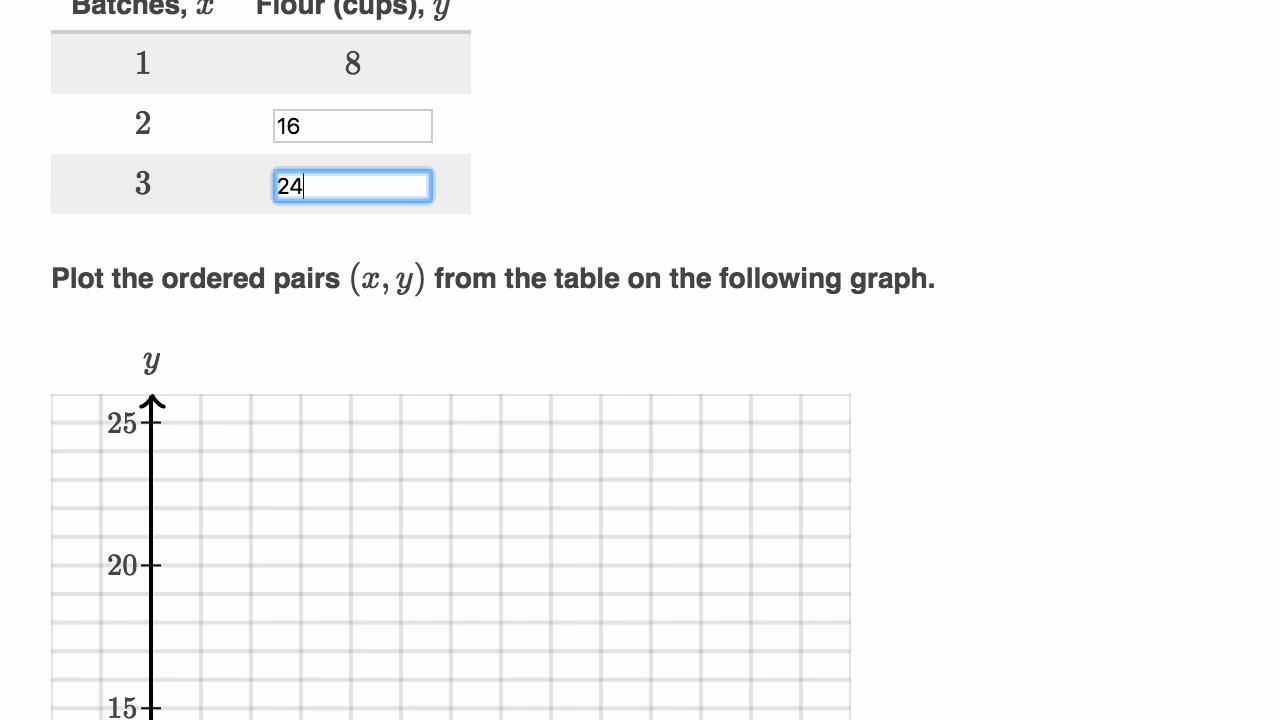 Batches, x Flour (cups), y
1 8
2 16
3 24
Plot the ordered pairs (x, y) from the table on the following graph.
y
25
20
15